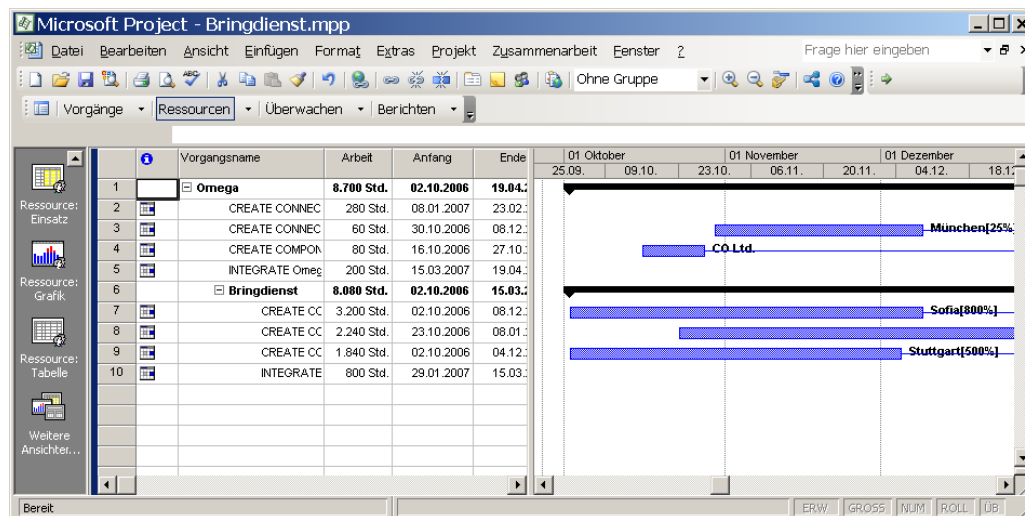 Microsoft Project - Bringdienst.mpp
Datei Bearbeiten Ansicht Einfügen Format Extras Projekt Zusammenarbeit Fenster ? Frage hier eingeben
ABC Ohne Gruppe
Vorgänge Ressourcen Überwachen Berichten
Vorgangsname Arbeit Anfang Ende 01 Oktober 01 November 01 Dezember
25.09. 09.10. 23.10. 06.11. 20.11. 04.12. 18.12
1 Omega 8.700 Std. 02.10.2006 19.04.2
2 CREATE CONNEC 280 Std. 08.01.2007 23.02.
3 CREATE CONNEC 60 Std. 30.10.2006 08.12. München[25%]
4 CREATE COMPON 80 Std. 16.10.2006 27.10. CO Ltd.
5 INTEGRATE Omeg 200 Std. 15.03.2007 19.04.
6 Bringdienst 8.080 Std. 02.10.2006 15.03.2
7 CREATE CC 3.200 Std. 02.10.2006 08.12. Sofia[800%]
8 CREATE CC 2.240 Std. 23.10.2006 08.01.
9 CREATE CC 1.840 Std. 02.10.2006 04.12. Stuttgart[500%]
10 INTEGRATE 800 Std. 29.01.2007 15.03.
Ressource:
Einsatz
Ressource:
Grafik
Ressource:
Tabelle
Weitere
Ansichter...
Bereit ERW GROSS NUM ROLL ÜB